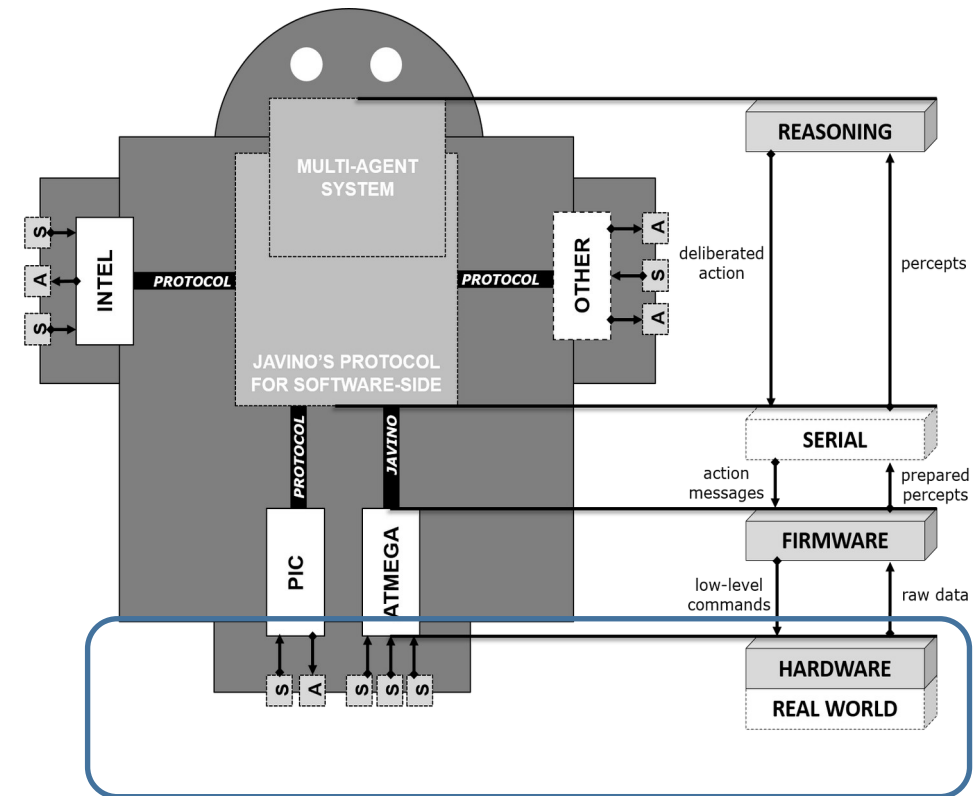 MULTI-AGENT
SYSTEM
REASONING
S
A
S
INTEL
PROTOCOL
PROTOCOL
OTHER
A
S
A
deliberated
action
percepts
JAVINO'S PROTOCOL
FOR SOFTWARE-SIDE
PROTOCOL
JAVINO
SERIAL
action
messages
prepared
percepts
PIC
ATMEGA
FIRMWARE
low-level
commands
raw data
S
A
S
S
S
HARDWARE
REAL WORLD